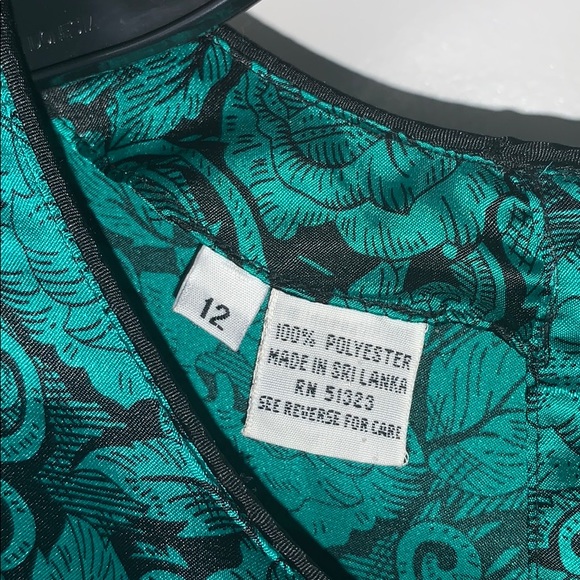 12
100% POLYESTER
MADE IN SRI LANKA
RN 51323
SEE REVERSE FOR CARE